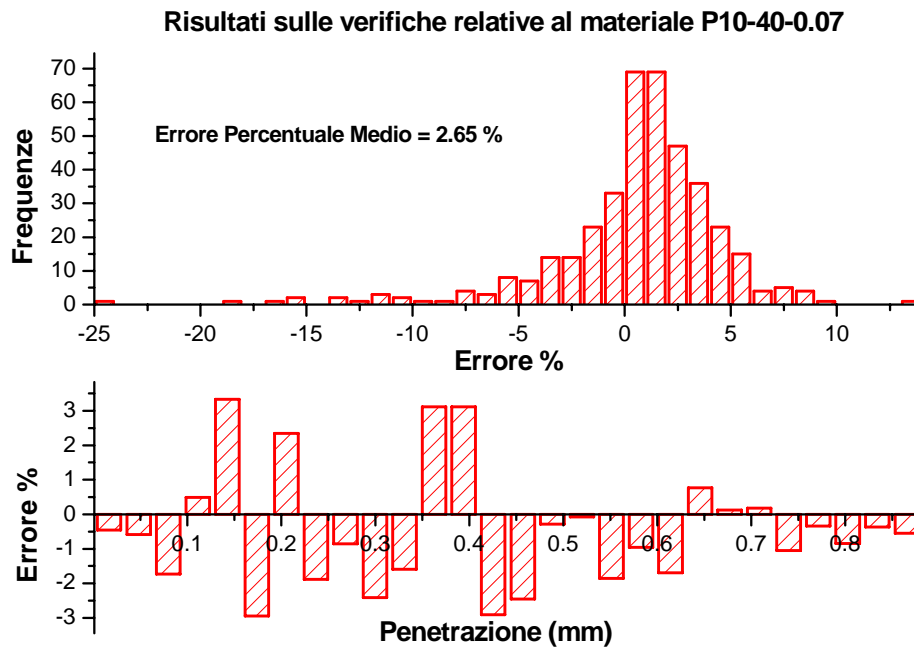 Risultati sulle verifiche relative al materiale P10-40-0.07
Frequenze
70
60
50
40
30
20
10
0
Errore Percentuale Medio = 2.65 %
-25 -20 -15 -10 -5 0 5 10
Errore %
Errore %
3
2
1
0
-1
-2
-3
0.1 0.2 0.3 0.4 0.5 0.6 0.7 0.8
Penetrazione (mm)